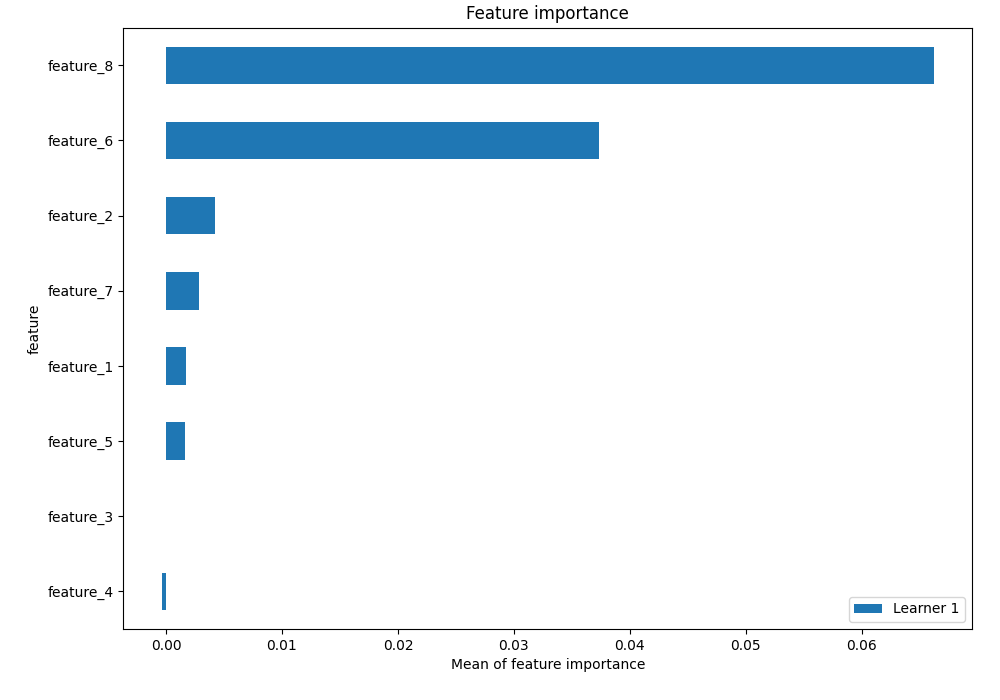 Feature importance
feature_8
feature_6
feature_2
feature_7
feature_1
feature_5
feature_3
feature_4
feature
Learner 1
0.00 0.01 0.02 0.03 0.04 0.05 0.06
Mean of feature importance